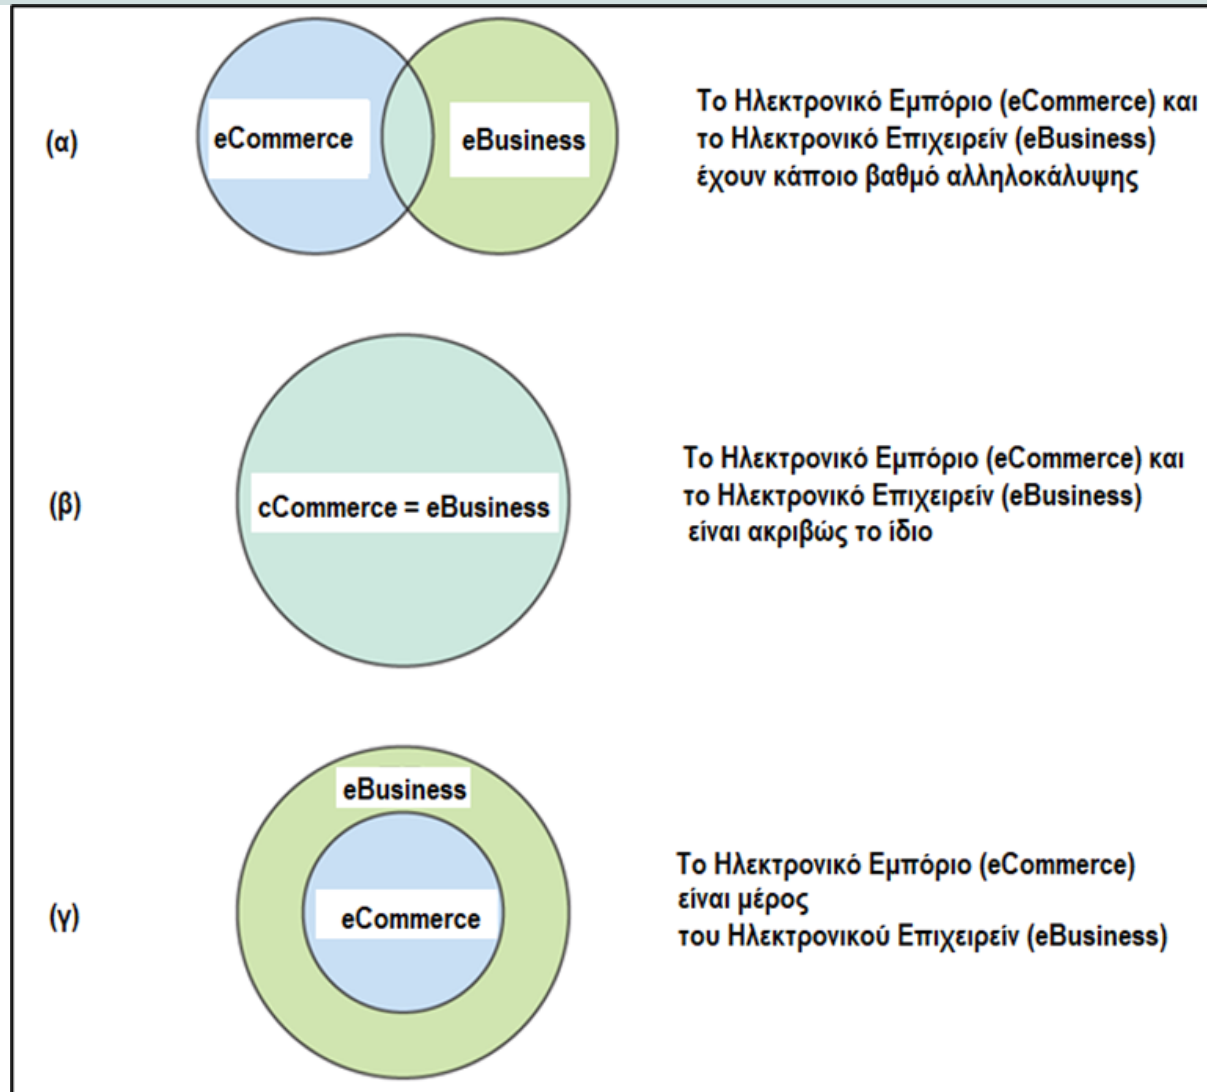 (α)
eCommerce
eBusiness
Το Ηλεκτρονικό Εμπόριο (eCommerce) και
το Ηλεκτρονικό Επιχειρείν (eBusiness)
έχουν κάποιο βαθμό αλληλοκάλυψης
(β)
cCommerce = eBusiness
Το Ηλεκτρονικό Εμπόριο (eCommerce) και
το Ηλεκτρονικό Επιχειρείν (eBusiness)
είναι ακριβώς το ίδιο
(γ)
eBusiness
eCommerce
Το Ηλεκτρονικό Εμπόριο (eCommerce)
είναι μέρος
του Ηλεκτρονικού Επιχειρείν (eBusiness)